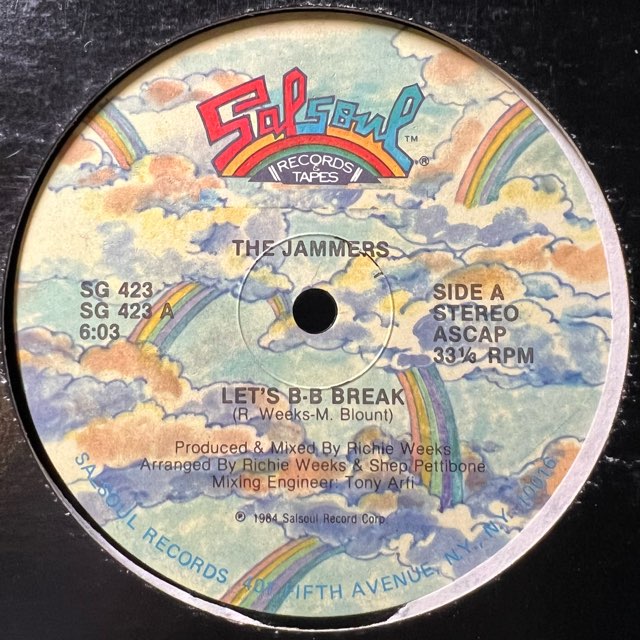 Salsoul ™
RECORDS & TAPES ®
THE JAMMERS
SG 423
SG 423 A
6:03
SIDE A
STEREO
ASCAP
33⅓ RPM
LET'S B-B BREAK
(R. Weeks-M. Blount)
Produced & Mixed By Richie Weeks
Arranged By Richie Weeks & Shep Pettibone
Mixing Engineer: Tony Arfi
℗ 1984 Salsoul Record Corp.
SALSOUL RECORDS 401 FIFTH AVENUE, N.Y., N.Y. 10016